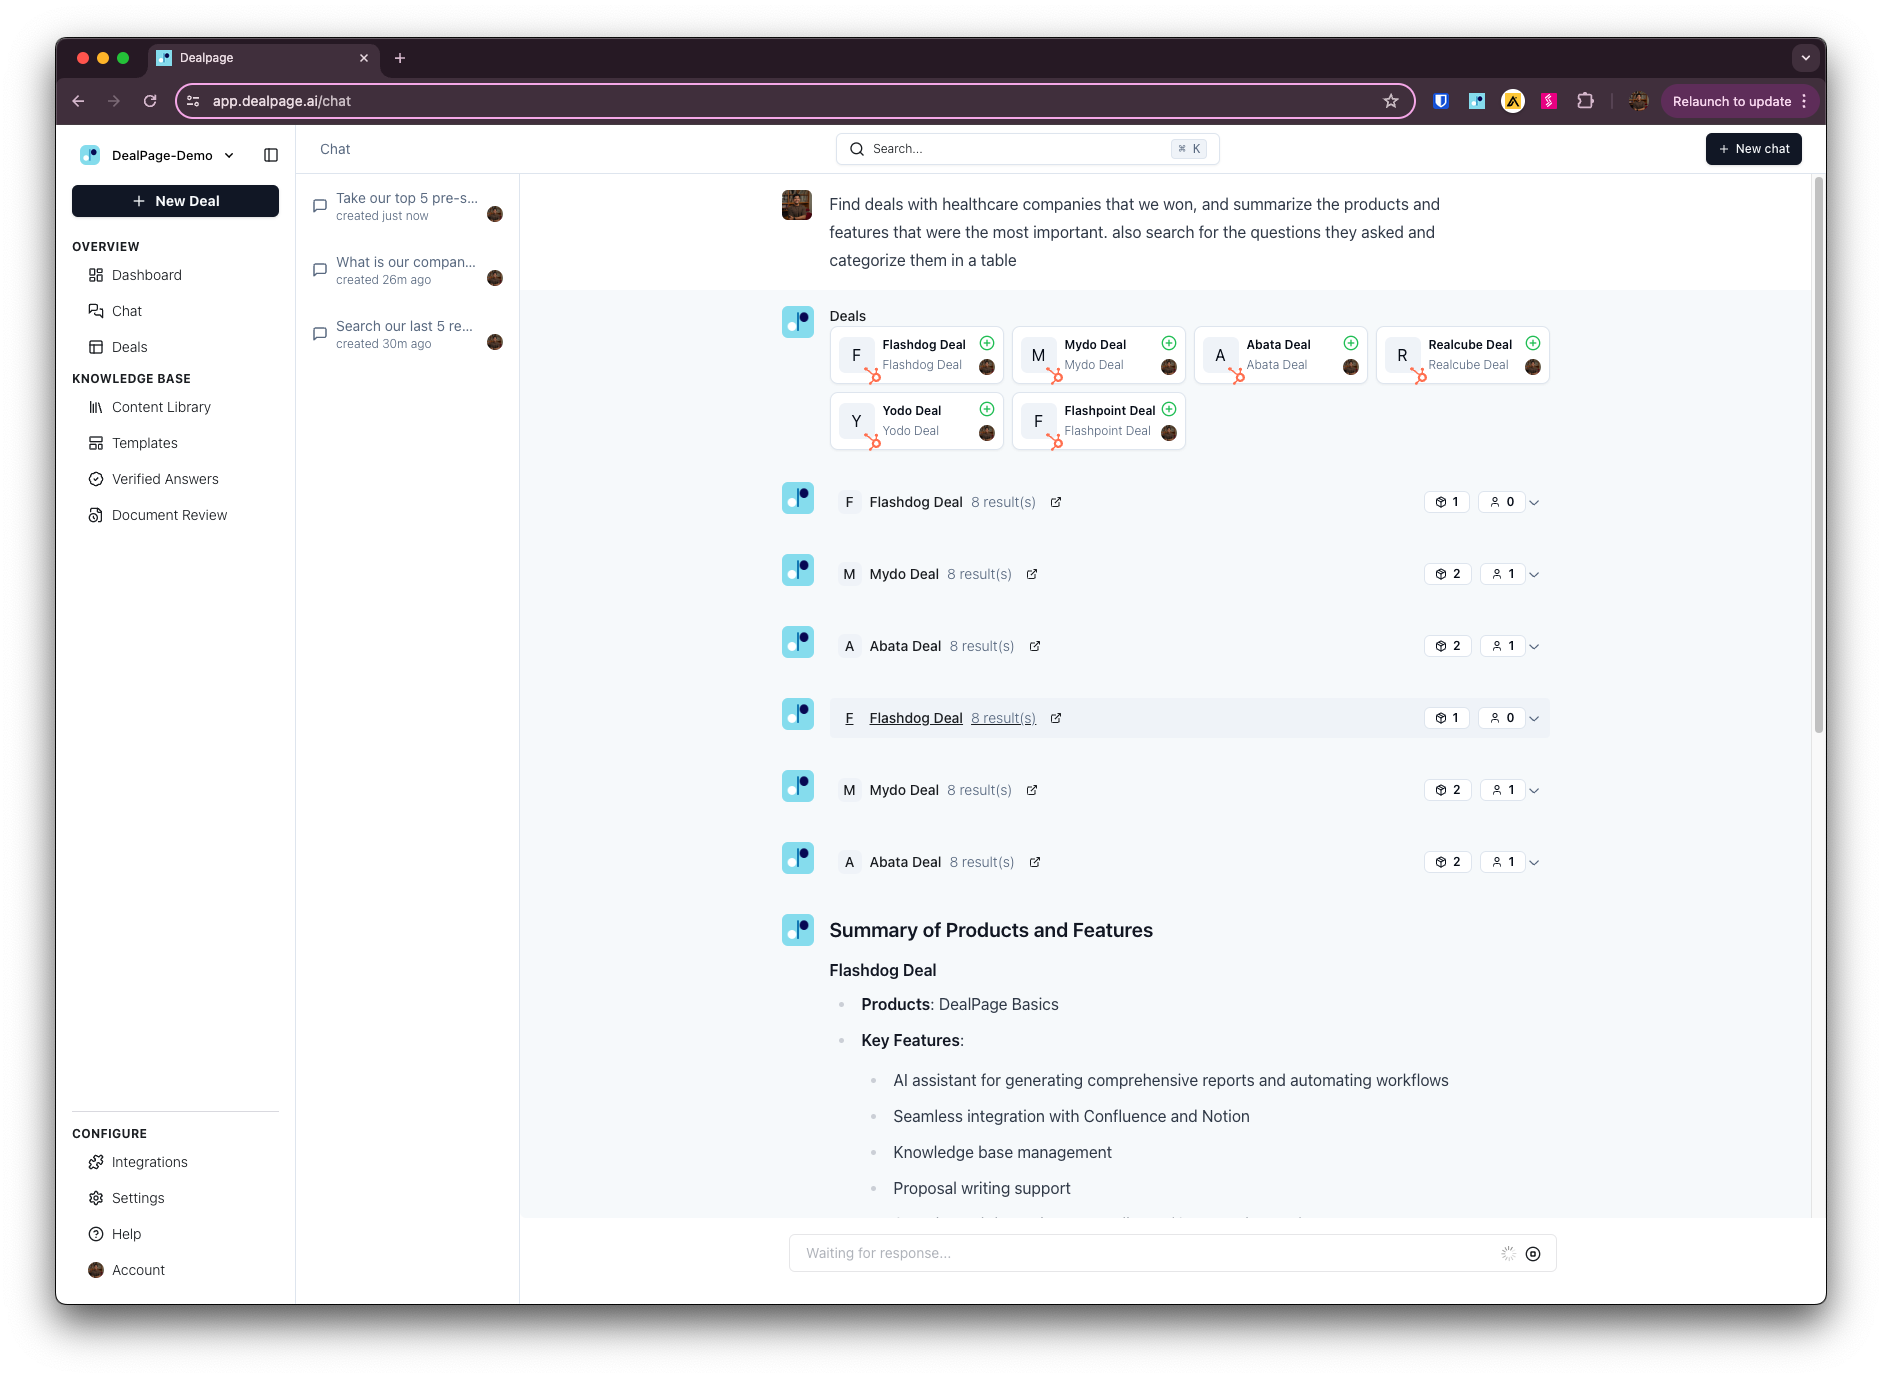 Dealpage
app.dealpage.ai/chat
Relaunch to update
DealPage-Demo
New Deal
OVERVIEW
Dashboard
Chat
Deals
KNOWLEDGE BASE
Content Library
Templates
Verified Answers
Document Review
CONFIGURE
Integrations
Settings
Help
Account
Chat
Search...
⌘ K
New chat
Take our top 5 pre-s...
created just now
What is our compan...
created 26m ago
Search our last 5 re...
created 30m ago
Find deals with healthcare companies that we won, and summarize the products and
features that were the most important. also search for the questions they asked and
categorize them in a table
Deals
F Flashdog Deal
Flashdog Deal
M Mydo Deal
Mydo Deal
A Abata Deal
Abata Deal
R Realcube Deal
Realcube Deal
Y Yodo Deal
Yodo Deal
F Flashpoint Deal
Flashpoint Deal
F Flashdog Deal 8 result(s) 1 0
M Mydo Deal 8 result(s) 2 1
A Abata Deal 8 result(s) 2 1
F Flashdog Deal 8 result(s) 1 0
M Mydo Deal 8 result(s) 2 1
A Abata Deal 8 result(s) 2 1
Summary of Products and Features
Flashdog Deal
Products: DealPage Basics
Key Features:
AI assistant for generating comprehensive reports and automating workflows
Seamless integration with Confluence and Notion
Knowledge base management
Proposal writing support
Waiting for response...